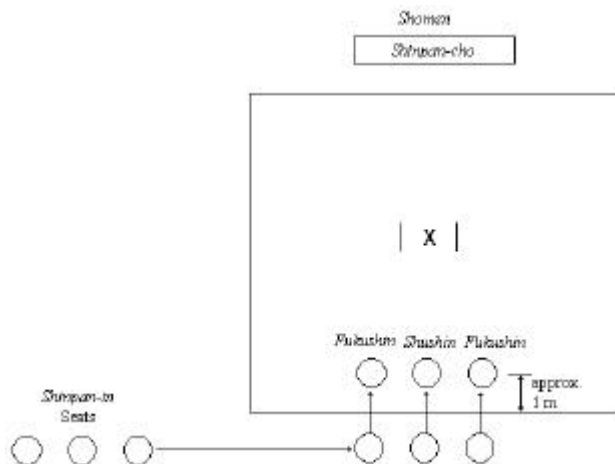 Shomen
Shinpan-cho
X
Fukushin Shushin Fukushin
approx.
1 m
Shinpan-in
Seats